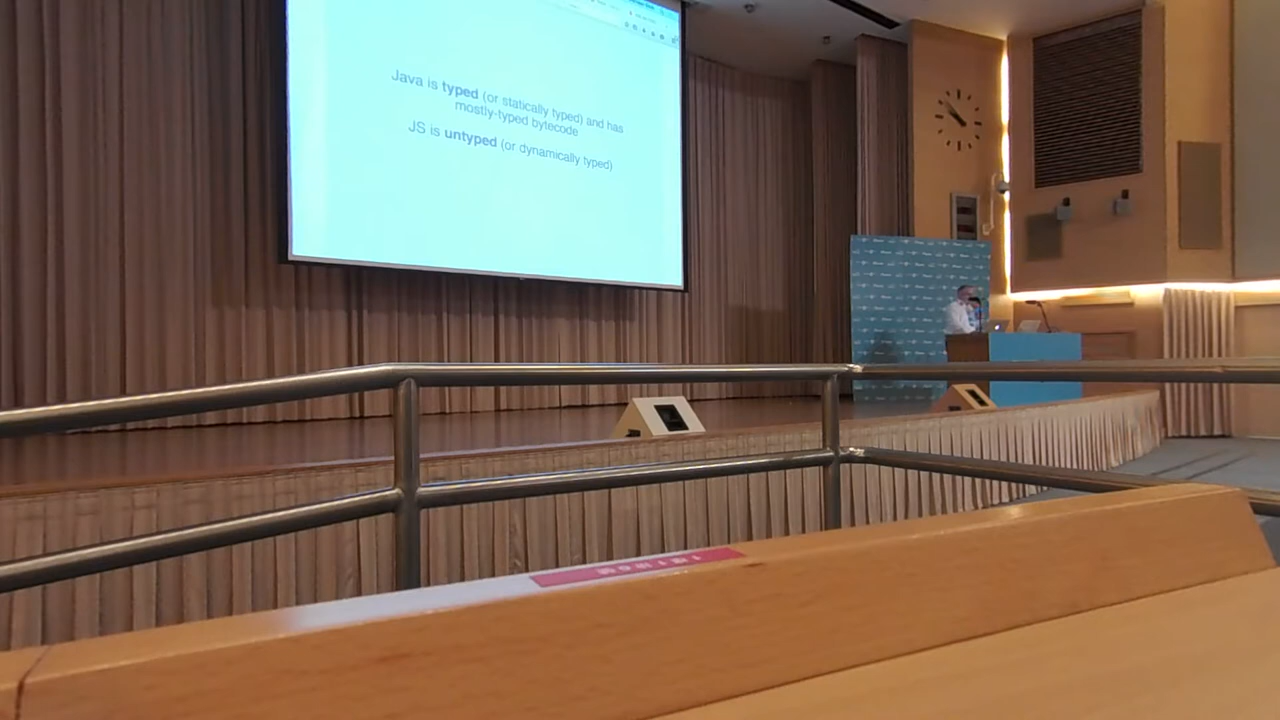 Java is typed (or statically typed) and has
mostly-typed bytecode
JS is untyped (or dynamically typed)